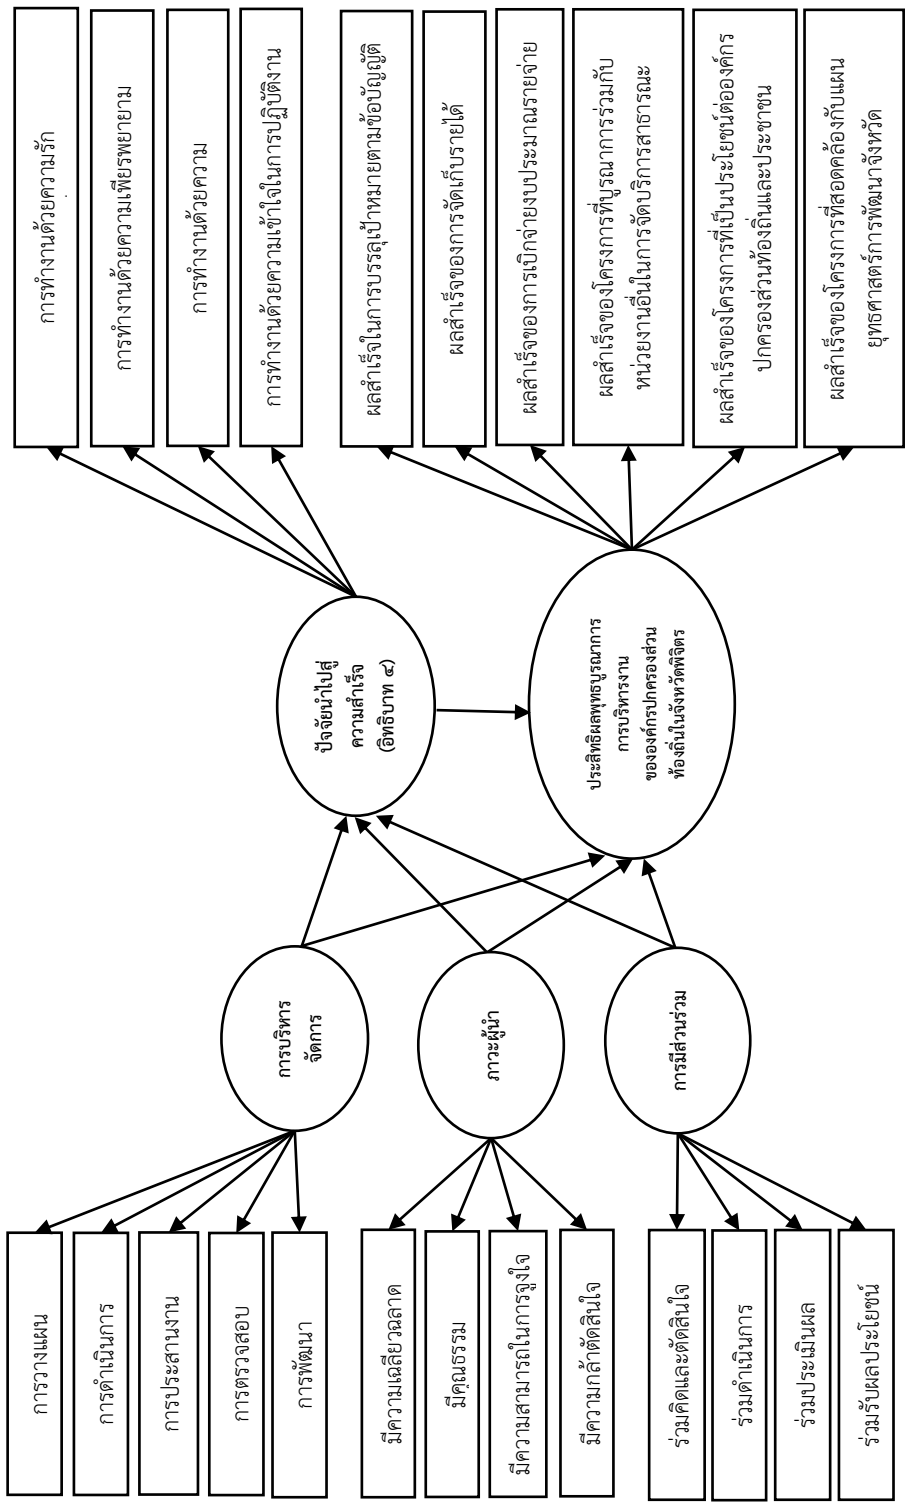 การวางแผน
การดำเนินการ
การประสานงาน
การตรวจสอบ
การพัฒนา
มีความเฉลียวฉลาด
มีคุณธรรม
มีความสามารถในการจูงใจ
มีความกล้าตัดสินใจ
ร่วมคิดและตัดสินใจ
ร่วมดำเนินการ
ร่วมประเมินผล
ร่วมรับผลประโยชน์
การบริหาร
จัดการ
ภาวะผู้นำ
การมีส่วนร่วม
ปัจจัยนำไปสู่
ความสำเร็จ
(อิทธิบาท ๔)
ประสิทธิผลพุทธบูรณาการ
การบริหารงาน
ขององค์กรปกครองส่วน
ท้องถิ่นในจังหวัดพิจิตร
การทำงานด้วยความรัก
การทำงานด้วยความเพียรพยายาม
การทำงานด้วยความ
การทำงานด้วยความเข้าใจในการปฏิบัติงาน
ผลสำเร็จในการบรรลุเป้าหมายตามข้อบัญญัติ
ผลสำเร็จของการจัดเก็บรายได้
ผลสำเร็จของการเบิกจ่ายงบประมาณรายจ่าย
ผลสำเร็จของโครงการที่บูรณาการร่วมกับ
หน่วยงานอื่นในการจัดบริการสาธารณะ
ผลสำเร็จของโครงการที่เป็นประโยชน์ต่อองค์กร
ปกครองส่วนท้องถิ่นและประชาชน
ผลสำเร็จของโครงการที่สอดคล้องกับแผน
ยุทธศาสตร์การพัฒนาจังหวัด